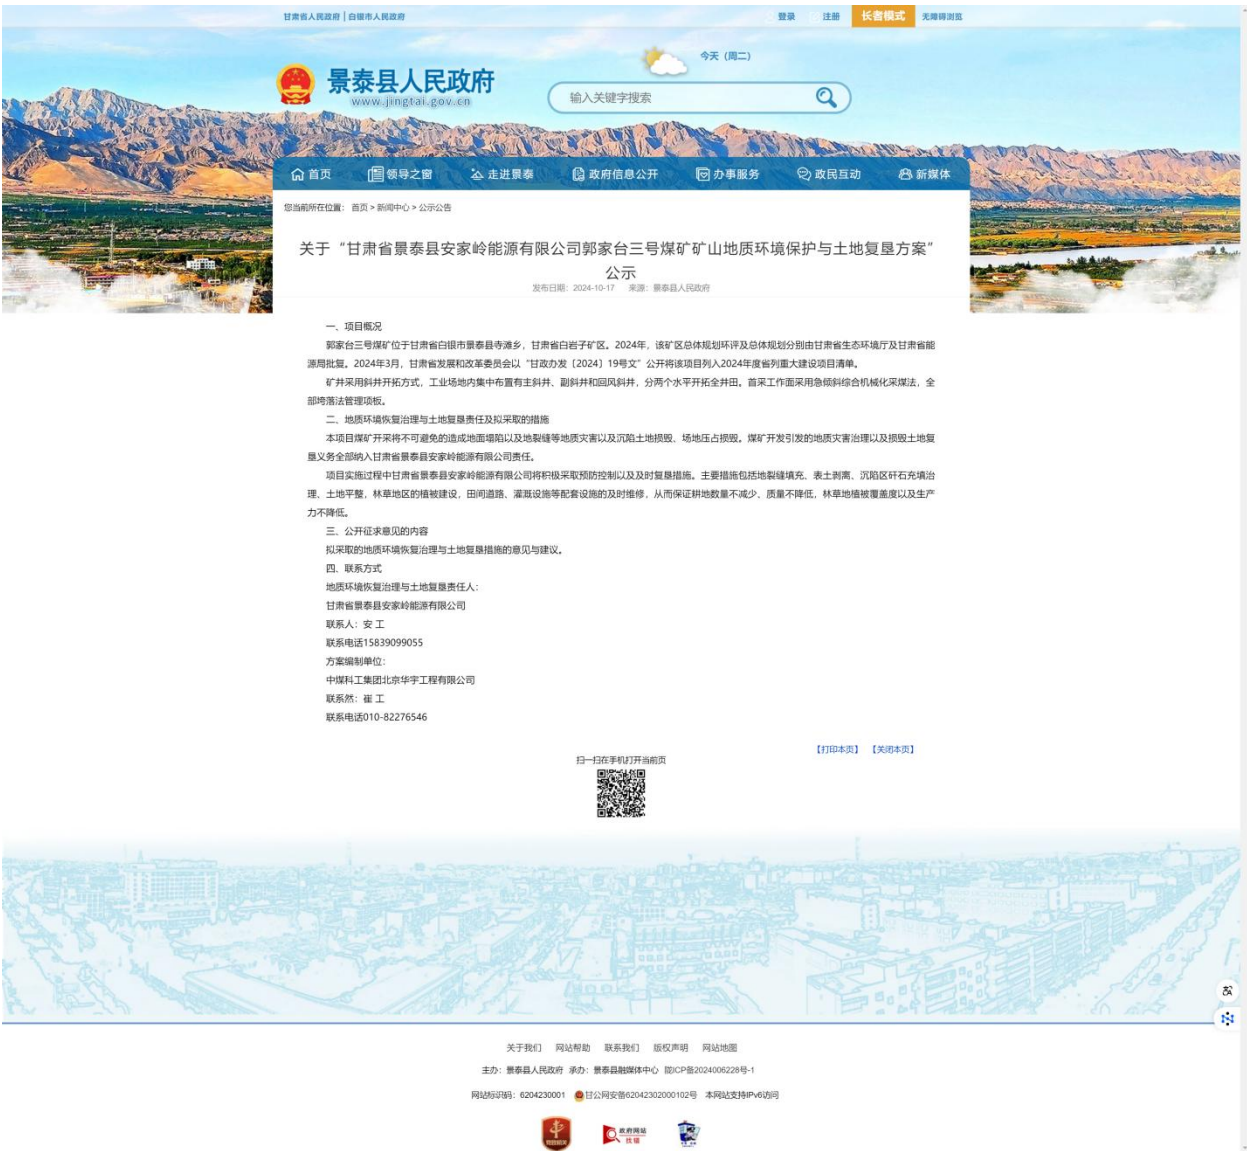 甘肃省人民政府 | 白银市人民政府
登录 注册 长者模式 无障碍浏览
今天（周二）
景泰县人民政府
www.jingtai.gov.cn
输入关键字搜索
首页 领导之窗 走进景泰 政府信息公开 办事服务 政民互动 新媒体
您当前所在位置： 首页 > 新闻中心 > 公示公告
关于“甘肃省景泰县安家岭能源有限公司郭家台三号煤矿矿山地质环境保护与土地复垦方案”
公示
发布日期：2024-10-17 来源：景泰县人民政府
一、项目概况
郭家台三号煤矿位于甘肃省白银市景泰县寺滩乡，甘肃省白岩子矿区。2024年，该矿区总体规划环评及总体规划分别由甘肃省生态环境厅及甘肃省能
源局批复。2024年3月，甘肃省发展和改革委员会以“甘政办发〔2024〕19号文”公开将该项目列入2024年度省列重大建设项目清单。
矿井采用斜井开拓方式，工业场地内集中布置有主斜井、副斜井和回风斜井，分两个水平开拓全井田。首采工作面采用急倾斜综合机械化采煤法，全
部垮落法管理顶板。
二、地质环境恢复治理与土地复垦责任及拟采取的措施
本项目煤矿开采将不可避免的造成地面塌陷以及地裂缝等地质灾害以及沉陷土地损毁、场地压占损毁。煤矿开发引发的地质灾害治理以及损毁土地复
垦义务全部纳入甘肃省景泰县安家岭能源有限公司责任。
项目实施过程中甘肃省景泰县安家岭能源有限公司将积极采取预防控制以及及时复垦措施。主要措施包括地裂缝填充、表土剥离、沉陷区矸石充填治
理、土地平整，林草地区的植被建设，田间道路、灌溉设施等配套设施的及时维修，从而保证耕地数量不减少、质量不降低，林草地植被覆盖度以及生产
力不降低。
三、公开征求意见的内容
拟采取的地质环境恢复治理与土地复垦措施的意见与建议。
四、联系方式
地质环境恢复治理与土地复垦责任人：
甘肃省景泰县安家岭能源有限公司
联系人：安 工
联系电话15839099055
方案编制单位：
中煤科工集团北京华宇工程有限公司
联系然：崔 工
联系电话010-82276546
【打印本页】 【关闭本页】
扫一扫在手机打开当前页
关于我们 网站帮助 联系我们 版权声明 网站地图
主办：景泰县人民政府 承办：景泰县融媒体中心 陇ICP备2024006228号-1
网站标识码：6204230001 甘公网安备62042302000102号 本网站支持IPv6访问
党政机关
政府网站
找错